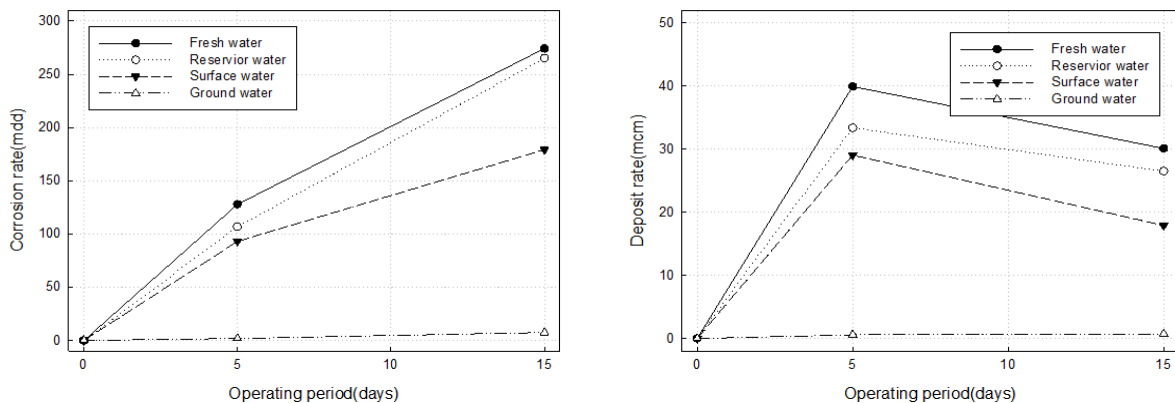 300
250
200
150
100
50
0
Corrosion rate(mdd)
Fresh water
Reservior water
Surface water
Ground water
0 5 10 15
Operating period(days)
50
40
30
20
10
0
Deposit rate(mcm)
Fresh water
Reservoir water
Surface water
Ground water
0 5 10 15
Operating period(days)